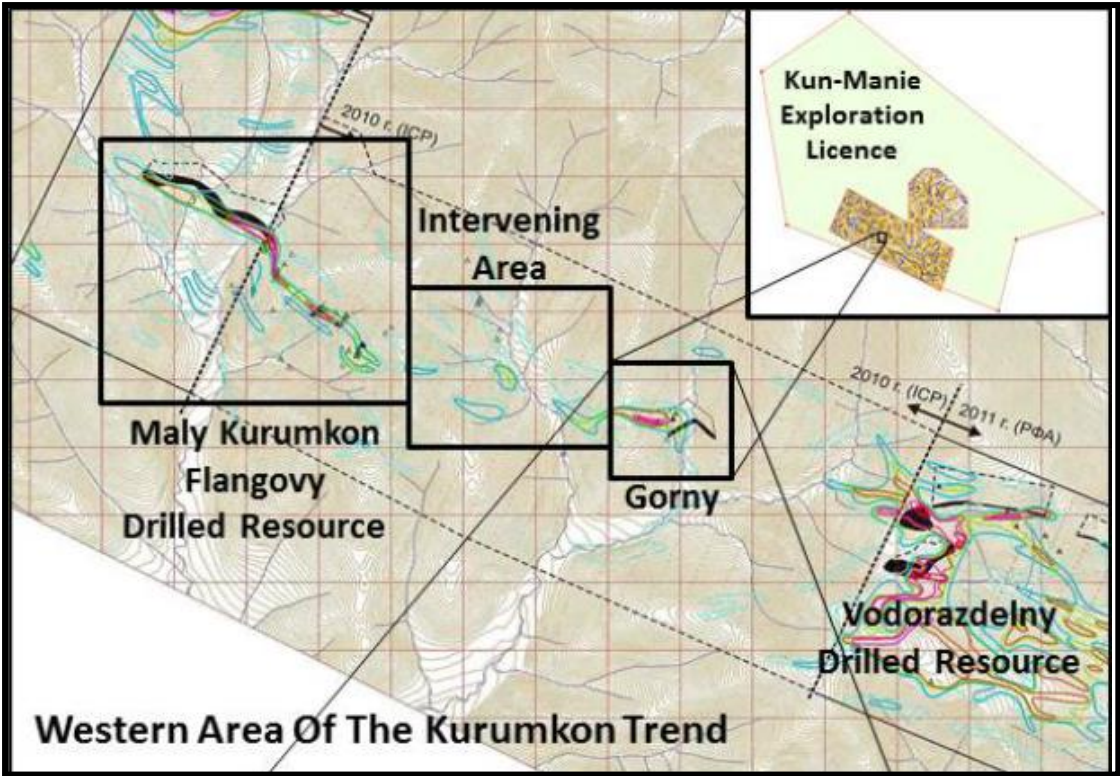 Kun-Manie
Exploration
Licence
2010 г. (ICP)
Intervening
Area
2010 г. (ICP)
2011 г. (РФА)
Maly Kurumkon
Flangovy
Drilled Resource
Gorny
Vodorazdelny
Drilled Resource
Western Area Of The Kurumkon Trend